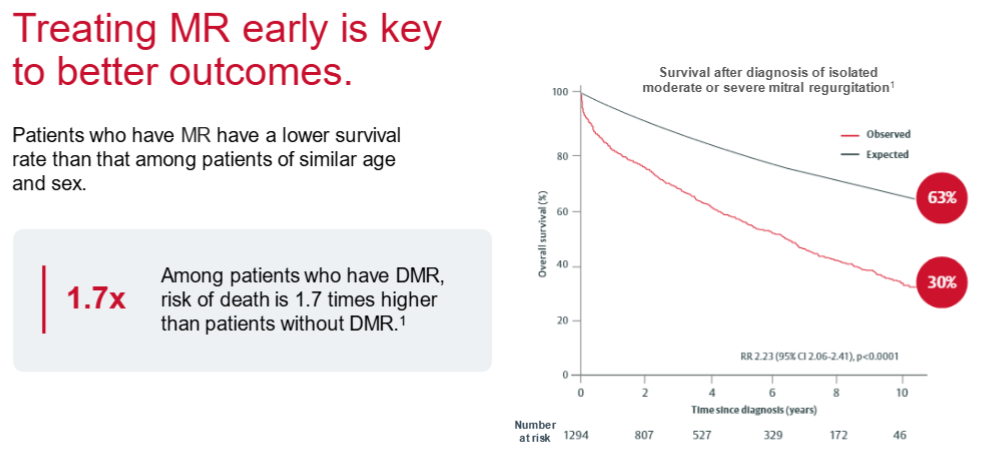 Treating MR early is key
to better outcomes.
Patients who have MR have a lower survival
rate than that among patients of similar age
and sex.
1.7x
Among patients who have DMR,
risk of death is 1.7 times higher
than patients without DMR.¹
Survival after diagnosis of isolated
moderate or severe mitral regurgitation¹
Overall survival (%)
100
80
60
40
20
0
Observed
Expected
63%
30%
RR 2.23 (95% CI 2.06-2.41), p<0.0001
0 2 4 6 8 10
Time since diagnosis (years)
Number
at risk 1294 807 527 329 172 46